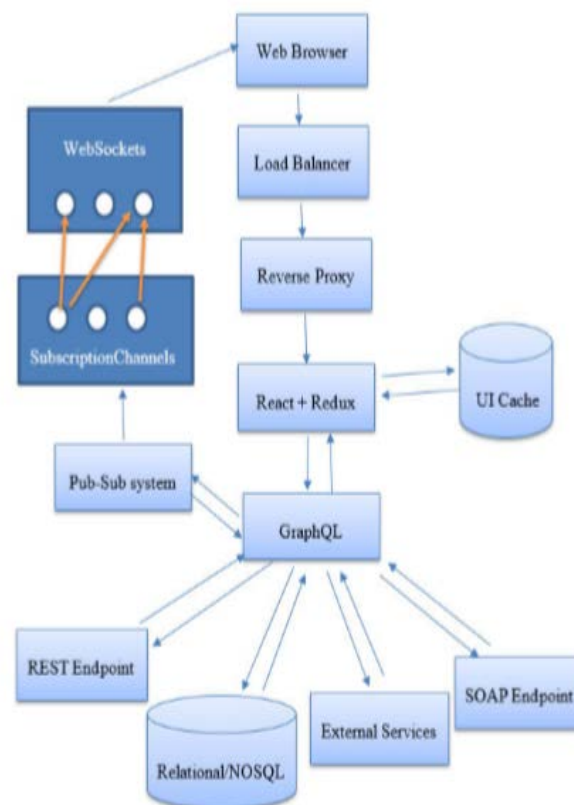 Web Browser
WebSockets
Load Balancer
Reverse Proxy
SubscriptionChannels
React + Redux
UI Cache
Pub-Sub system
GraphQL
REST Endpoint
SOAP Endpoint
External Services
Relational/NOSQL